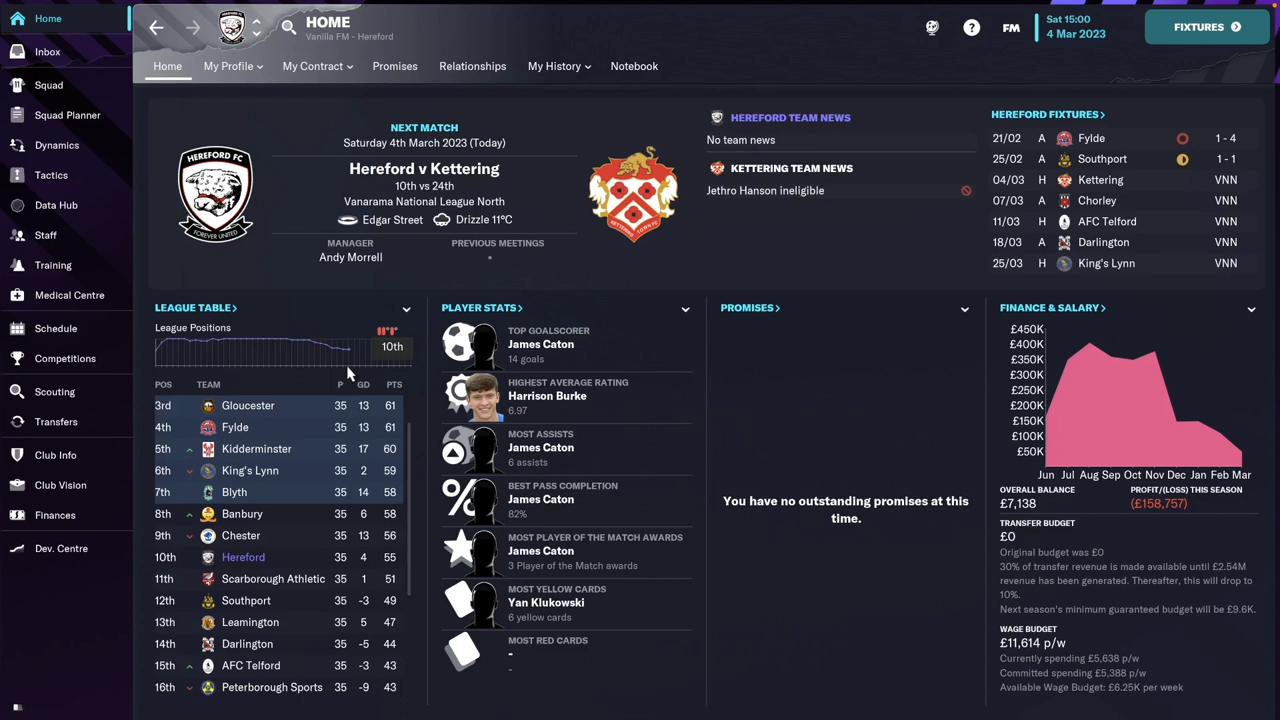 Home
Inbox
Squad
Squad Planner
Dynamics
Tactics
Data Hub
Staff
Training
Medical Centre
Schedule
Competitions
Scouting
Transfers
Club Info
Club Vision
Finances
Dev. Centre
HOME
Vanilla FM - Hereford
? FM
Sat 15:00
4 Mar 2023
FIXTURES
Home My Profile My Contract Promises Relationships My History Notebook
HEREFORD FC
FOREVER UNITED
NEXT MATCH
Saturday 4th March 2023 (Today)
Hereford v Kettering
10th vs 24th
Vanarama National League North
Edgar Street Drizzle 11°C
MANAGER
Andy Morrell
PREVIOUS MEETINGS
-
HEREFORD TEAM NEWS
No team news
KETTERING TEAM NEWS
Jethro Hanson ineligible
HEREFORD FIXTURES
21/02 A Fylde 1 - 4
25/02 A Southport 1 - 1
04/03 H Kettering VNN
07/03 A Chorley VNN
11/03 H AFC Telford VNN
18/03 A Darlington VNN
25/03 H King's Lynn VNN
LEAGUE TABLE
League Positions
10th
POS TEAM P GD PTS
3rd Gloucester 35 13 61
4th Fylde 35 13 61
5th Kidderminster 35 17 60
6th King's Lynn 35 2 59
7th Blyth 35 14 58
8th Banbury 35 6 58
9th Chester 35 13 56
10th Hereford 35 4 55
11th Scarborough Athletic 35 1 51
12th Southport 35 -3 49
13th Leamington 35 5 47
14th Darlington 35 -5 44
15th AFC Telford 35 -3 43
16th Peterborough Sports 35 -9 43
PLAYER STATS
TOP GOALSCORER
James Caton
14 goals
HIGHEST AVERAGE RATING
Harrison Burke
6.97
MOST ASSISTS
James Caton
6 assists
BEST PASS COMPLETION
James Caton
82%
MOST PLAYER OF THE MATCH AWARDS
James Caton
3 Player of the Match awards
MOST YELLOW CARDS
Yan Klukowski
6 yellow cards
MOST RED CARDS
-
-
PROMISES
You have no outstanding promises at this
time.
FINANCE & SALARY
£450K
£400K
£350K
£300K
£250K
£200K
£150K
£100K
£50K
Jun Jul Aug Sep Oct Nov Dec Jan Feb Mar
OVERALL BALANCE
£7,138
PROFIT/(LOSS) THIS SEASON
(£158,757)
TRANSFER BUDGET
£0
Original budget was £0
30% of transfer revenue is made available until £2.54M
revenue has been generated. Thereafter, this will drop to
10%.
Next season's minimum guaranteed budget will be £9.6K.
WAGE BUDGET
£11,614 p/w
Currently spending £5,638 p/w
Committed spending £5,388 p/w
Available Wage Budget: £6.25K per week